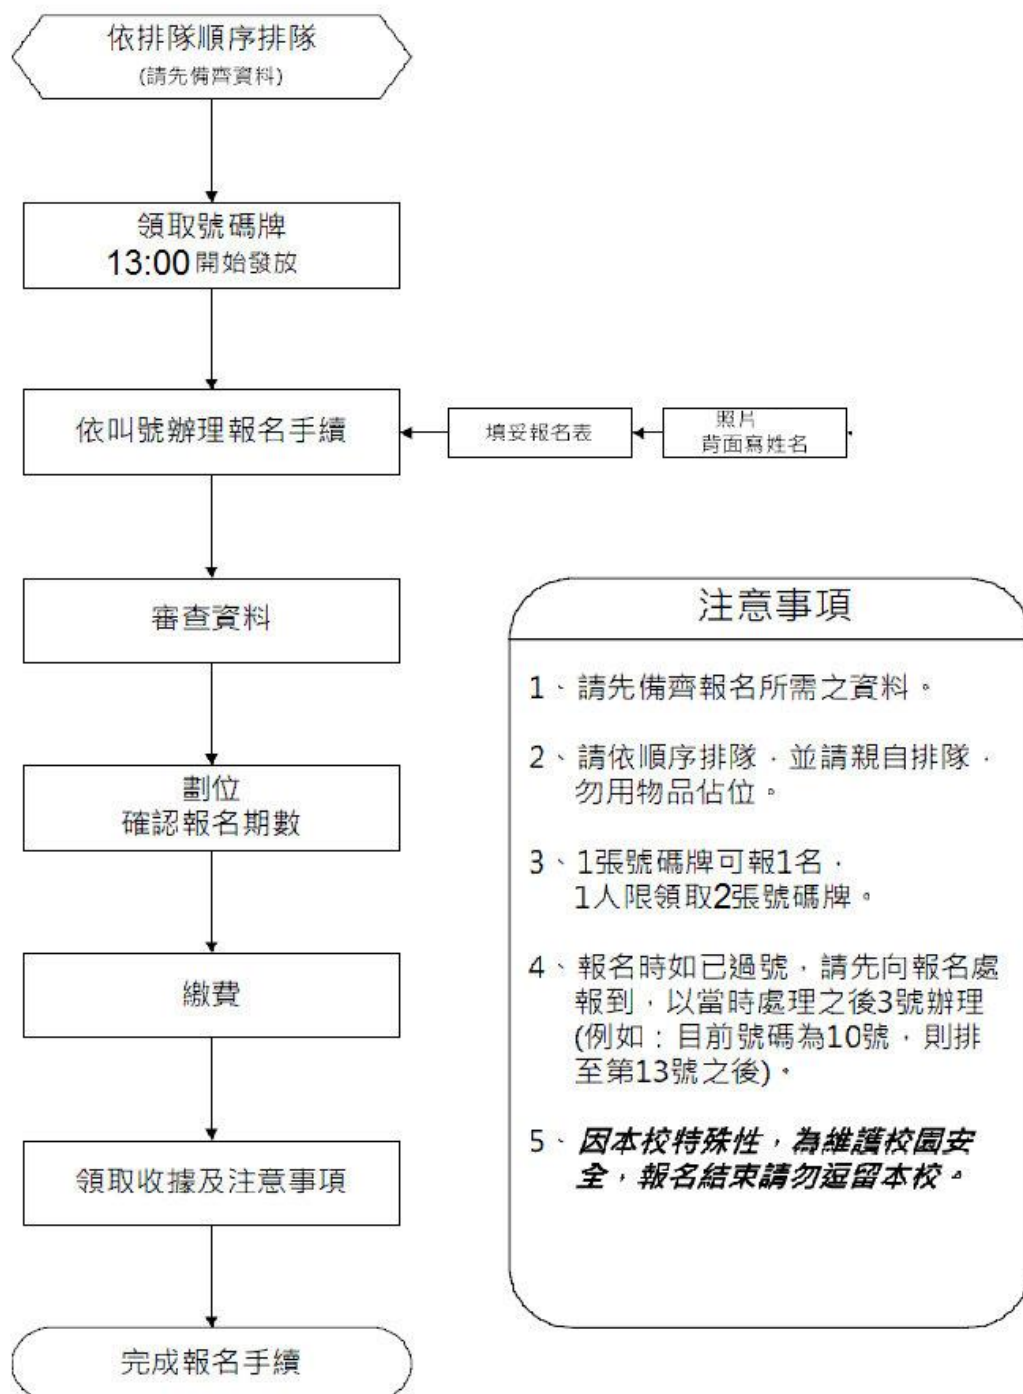 依排隊順序排隊
(請先備齊資料)
領取號碼牌
13:00開始發放
依叫號辦理報名手續
填妥報名表
照片
背面寫姓名
審查資料
劃位
確認報名期數
繳費
領取收據及注意事項
完成報名手續
注意事項
1、請先備齊報名所需之資料。
2、請依順序排隊，並請親自排隊，
勿用物品佔位。
3、1張號碼牌可報1名，
1人限領取2張號碼牌。
4、報名時如已過號，請先向報名處
報到，以當時處理之後3號辦理
(例如：目前號碼為10號，則排
至第13號之後)。
5、因本校特殊性，為維護校園安
全，報名結束請勿逗留本校。